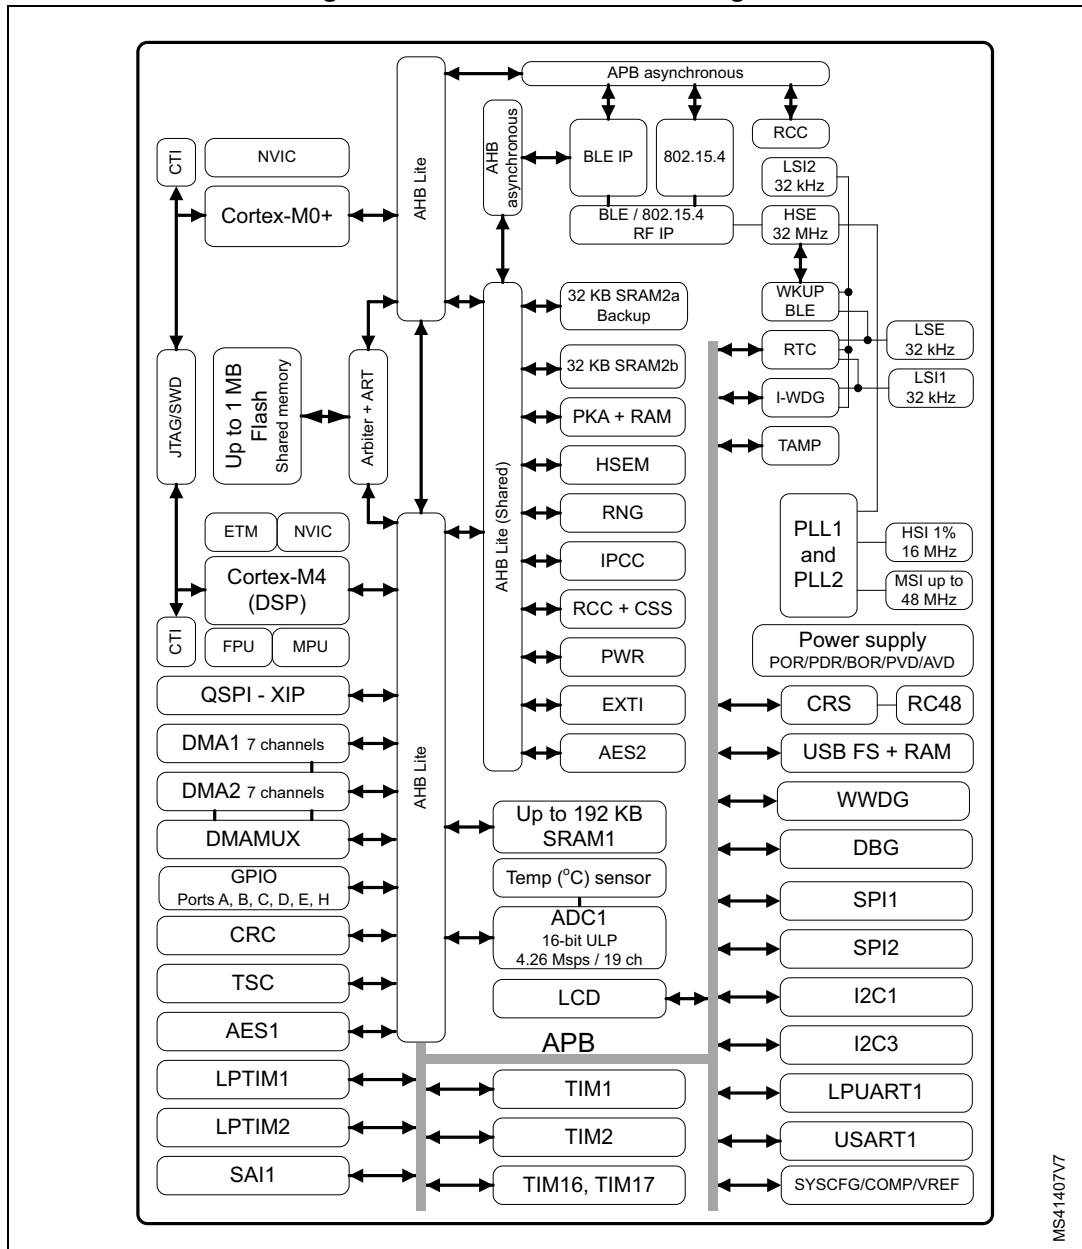 APB asynchronous
AHB Lite
AHB
asynchronous
BLE IP
802.15.4
RCC
CTI
NVIC
LSI2
32 kHz
Cortex-M0+
BLE / 802.15.4
RF IP
HSE
32 MHz
32 KB SRAM2a
Backup
WKUP
BLE
LSE
32 kHz
RTC
32 KB SRAM2b
LSI1
32 kHz
I-WDG
JTAG/SWD
Up to 1 MB
Flash
Shared memory
Arbiter + ART
AHB Lite (Shared)
PKA + RAM
TAMP
HSEM
RNG
IPCC
RCC + CSS
PWR
EXTI
AES2
PLL1
and
PLL2
HSI 1%
16 MHz
MSI up to
48 MHz
ETM
NVIC
Cortex-M4
(DSP)
CTI
FPU
MPU
Power supply
POR/PDR/BOR/PVD/AVD
QSPI - XIP
DMA1 7 channels
DMA2 7 channels
DMAMUX
GPIO
Ports A, B, C, D, E, H
CRC
TSC
AES1
LPTIM1
LPTIM2
SAI1
AHB Lite
Up to 192 KB
SRAM1
Temp (°C) sensor
ADC1
16-bit ULP
4.26 Msps / 19 ch
LCD
APB
TIM1
TIM2
TIM16, TIM17
CRS
RC48
USB FS + RAM
WWDG
DBG
SPI1
SPI2
I2C1
I2C3
LPUART1
USART1
SYSCFG/COMP/VREF
MS41407V7